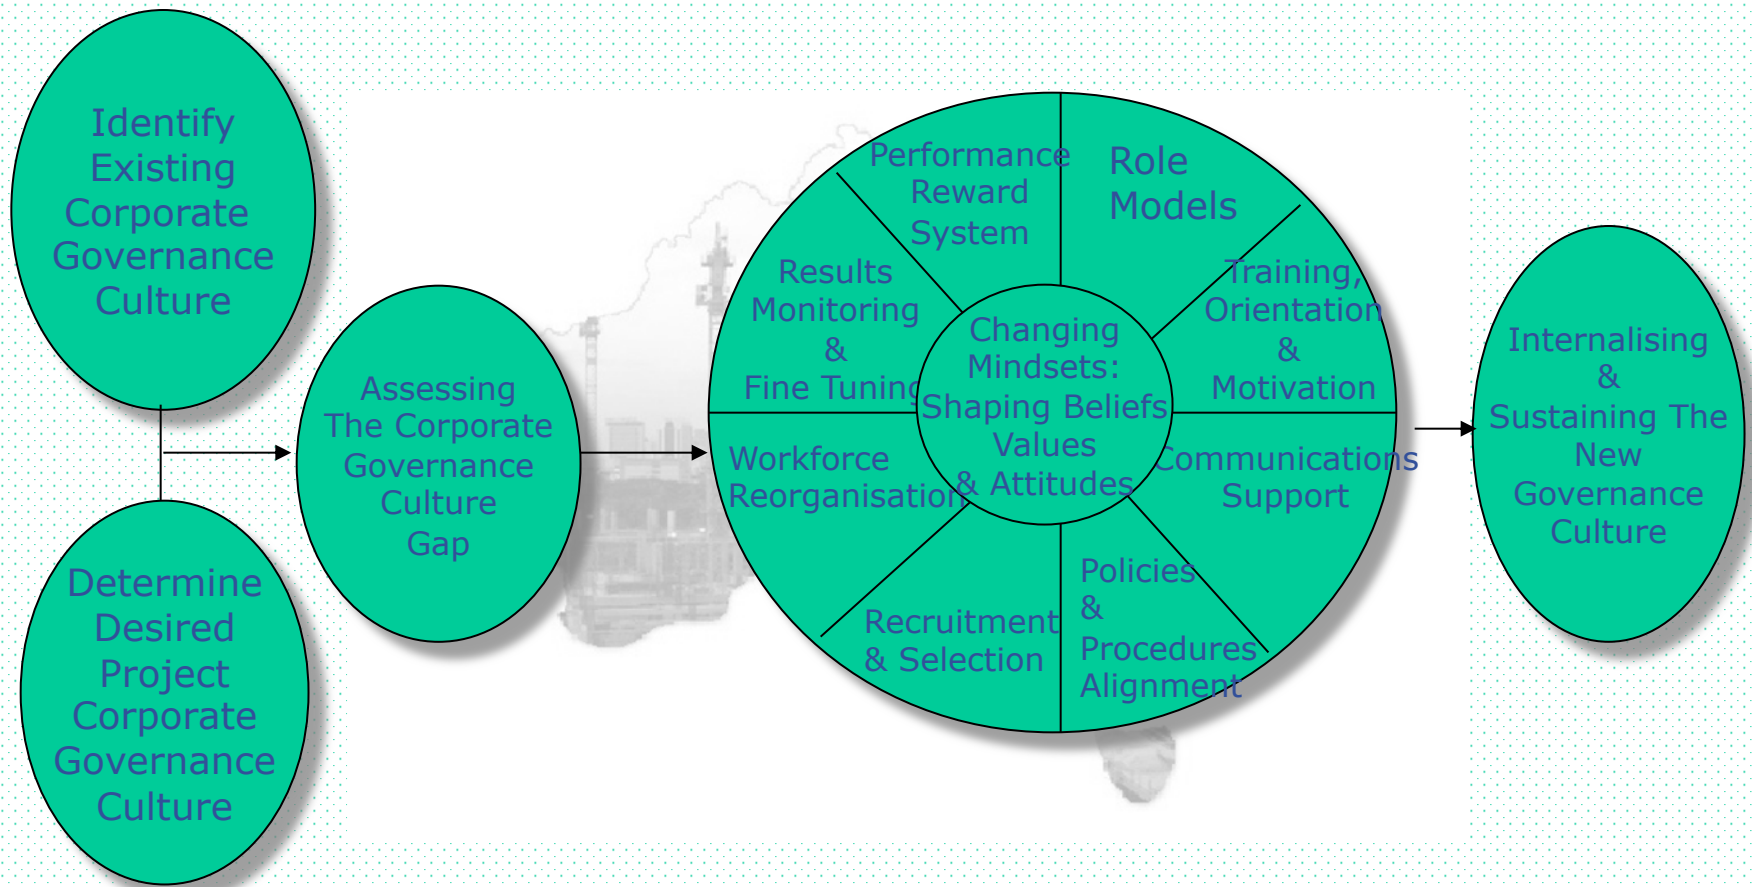 Identify
Existing
Corporate
Governance
Culture
Determine
Desired
Project
Corporate
Governance
Culture
Assessing
The Corporate
Governance
Culture
Gap
Performance
Reward
System
Role
Models
Training,
Orientation
&
Motivation
Communications
Support
Policies
&
Procedures
Alignment
Recruitment
& Selection
Workforce
Reorganisation
Results
Monitoring
&
Fine Tuning
Changing
Mindsets:
Shaping Beliefs
Values
& Attitudes
Internalising
&
Sustaining The
New
Governance
Culture